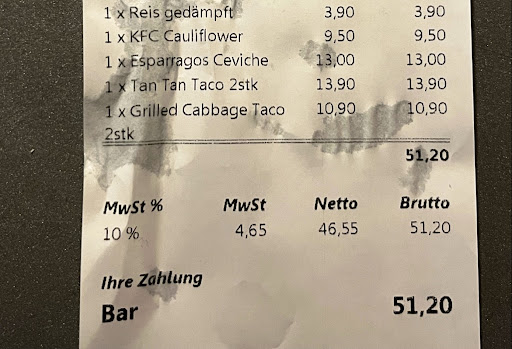 1 x Reis gedämpft 3,90 3,90
1 x KFC Cauliflower 9,50 9,50
1 x Esparragos Ceviche 13,00 13,00
1 x Tan Tan Taco 2stk 13,90 13,90
1 x Grilled Cabbage Taco 10,90 10,90
2stk
51,20
MwSt % MwSt Netto Brutto
10 % 4,65 46,55 51,20
Ihre Zahlung
Bar 51,20